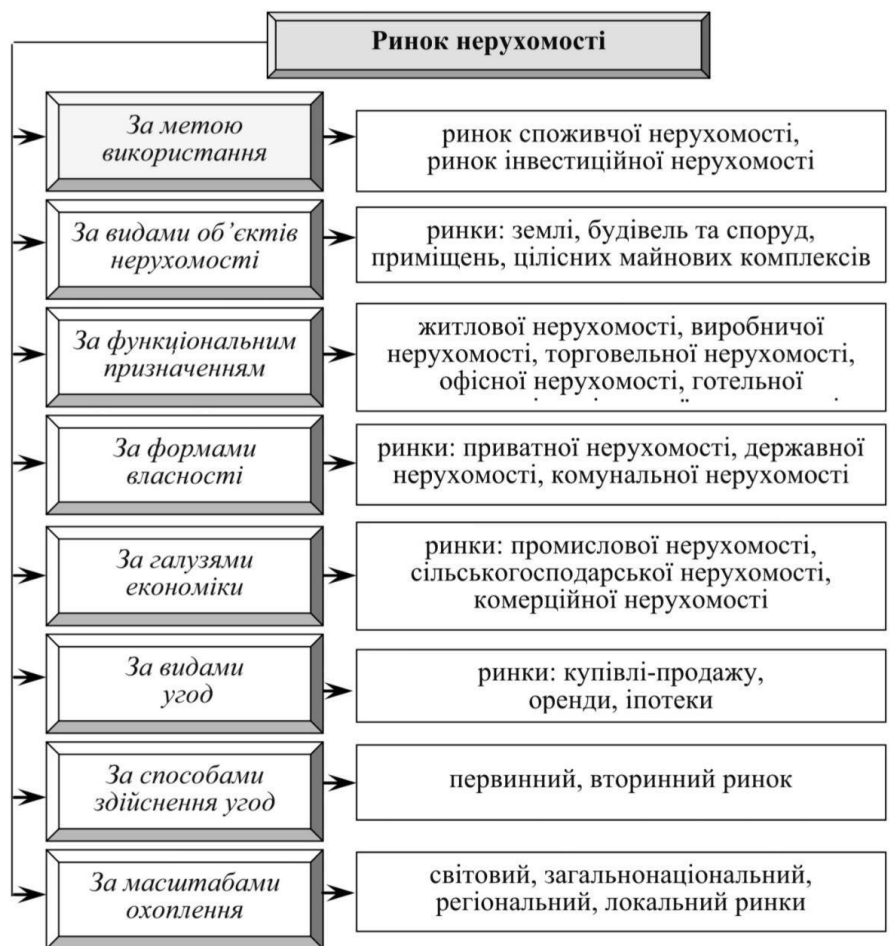 Ринок нерухомості
За метою
використання
ринок споживчої нерухомості,
ринок інвестиційної нерухомості
За видами об’єктів
нерухомості
ринки: землі, будівель та споруд,
приміщень, цілісних майнових комплексів
За функціональним
призначенням
житлової нерухомості, виробничої
нерухомості, торговельної нерухомості,
офісної нерухомості, готельної
За формами
власності
ринки: приватної нерухомості, державної
нерухомості, комунальної нерухомості
За галузями
економіки
ринки: промислової нерухомості,
сільськогосподарської нерухомості,
комерційної нерухомості
За видами
угод
ринки: купівлі-продажу,
оренди, іпотеки
За способами
здійснення угод
первинний, вторинний ринок
За масштабами
охоплення
світовий, загальнонаціональний,
регіональний, локальний ринки